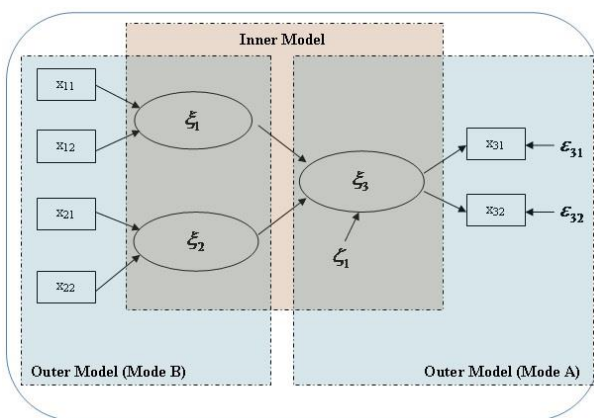 Inner Model
x11
x12
x21
x22
ξ1
ξ2
ξ3
ζ1
x31
x32
ε31
ε32
Outer Model (Mode B)
Outer Model (Mode A)